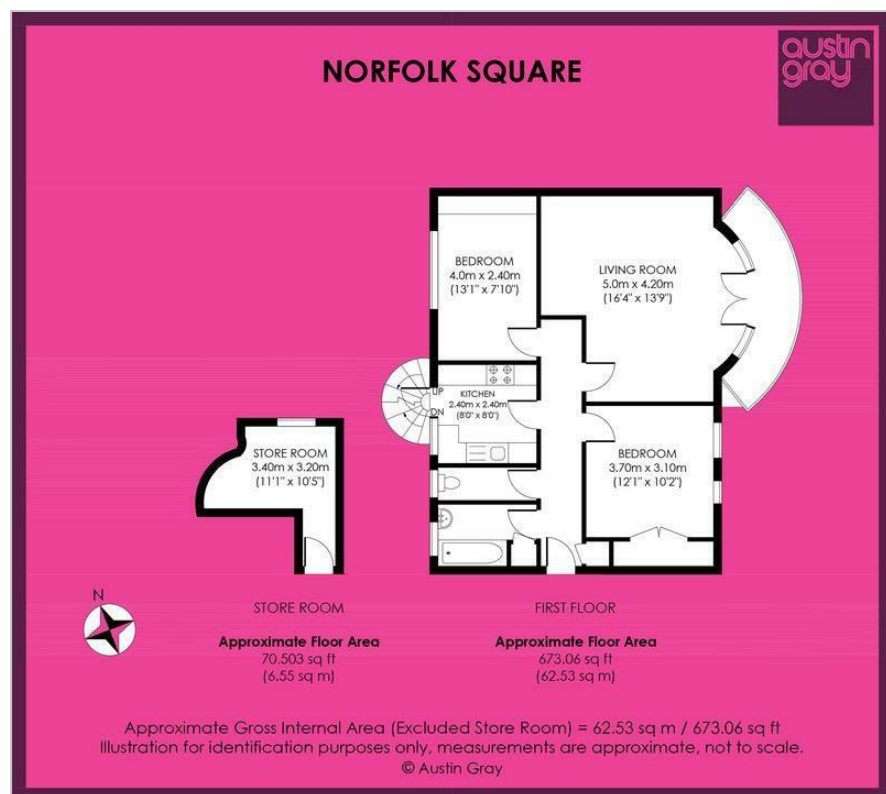 NORFOLK SQUARE
austin
gray
BEDROOM
4.0m x 2.40m
(13'1" x 7'10")
LIVING ROOM
5.0m x 4.20m
(16'4" x 13'9")
UP
DN
KITCHEN
2.40m x 2.40m
(8'0" x 8'0")
STORE ROOM
3.40m x 3.20m
(11'1" x 10'5")
BEDROOM
3.70m x 3.10m
(12'1" x 10'2")
N
STORE ROOM
Approximate Floor Area
70.503 sq ft
(6.55 sq m)
FIRST FLOOR
Approximate Floor Area
673.06 sq ft
(62.53 sq m)
Approximate Gross Internal Area (Excluded Store Room) = 62.53 sq m / 673.06 sq ft
Illustration for identification purposes only, measurements are approximate, not to scale.
© Austin Gray